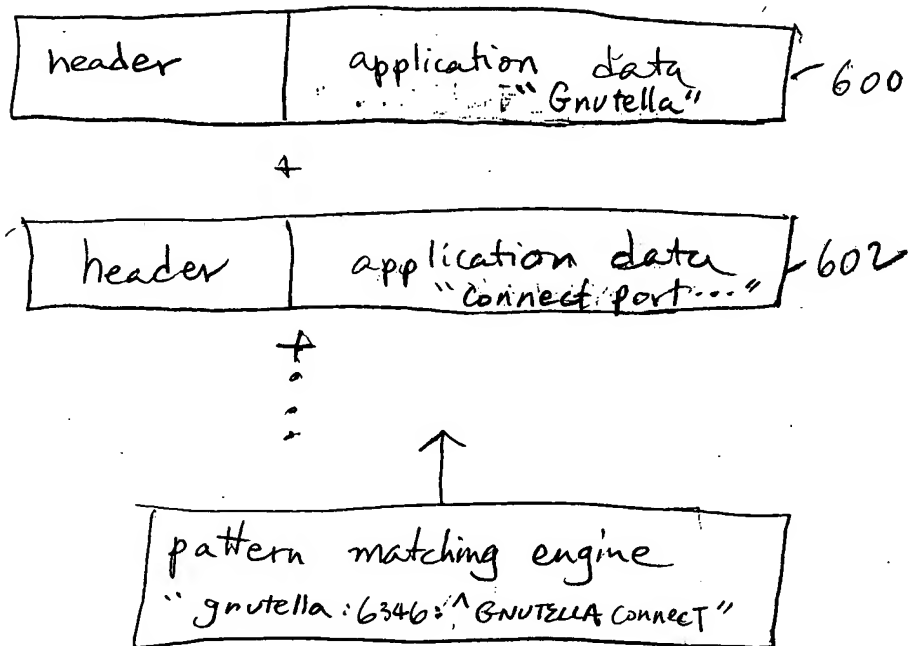 header application data 600
"Gnutella"
+
header application data 602
"connect port..."
+
pattern matching engine
"gnutella:6346:^GNUTELLA CONNECT"